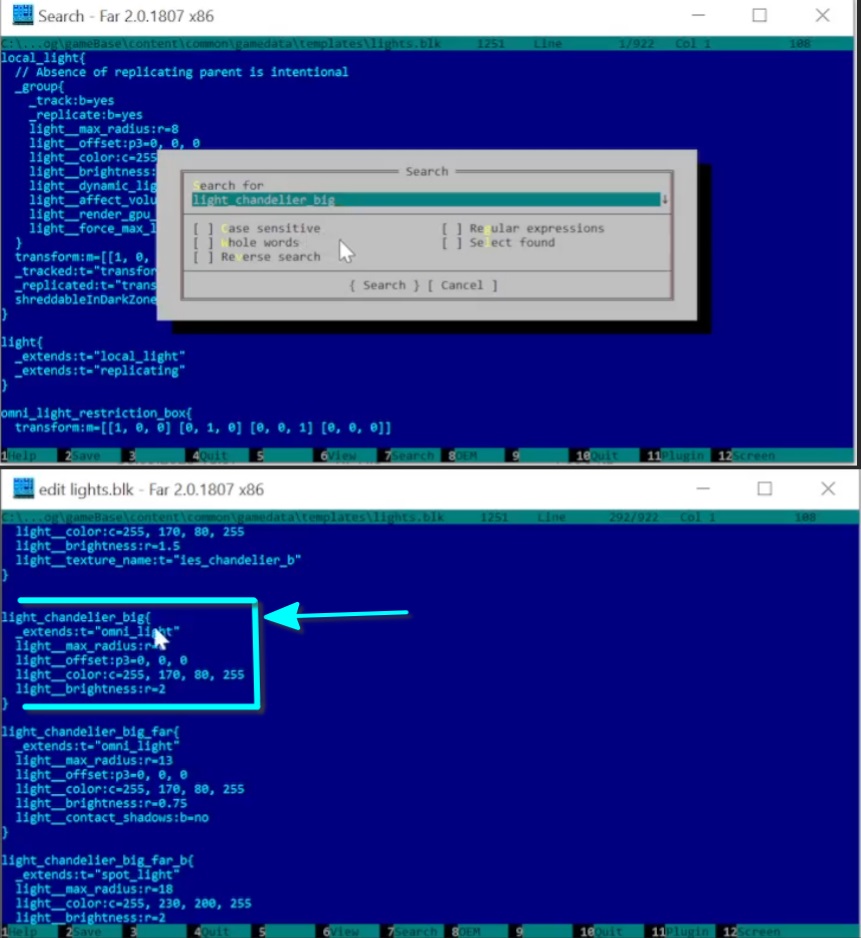 Search - Far 2.0.1807 x86
C:\...og\gameBase\content\common\gamedata\templates\lights.blk 1251 Line 1/922 Col 1 108
local_light{
// Absence of replicating parent is intentional
_group{
_track:b=yes
_replicate:b=yes
light__max_radius:r=8
light__offset:p3=0, 0, 0
light__color:c=255
light__brightness:
light__dynamic_lig
light__affect_volu
light__render_gpu_
light__force_max_l
}
transform:m=[[1, 0,
_tracked:t="transfor
_replicated:t="trans
shreddableInDarkZone
}
Search
Search for
light_chandelier_big
[ ] Case sensitive [ ] Regular expressions
[ ] Whole words [ ] Select found
[ ] Reverse search
{ Search } [ Cancel ]
light{
_extends:t="local_light"
_extends:t="replicating"
}
omni_light_restriction_box{
transform:m=[[1, 0, 0] [0, 1, 0] [0, 0, 1] [0, 0, 0]]
1Help 2Save 3 4Quit 5 6View 7Search 8OEM 9 10Quit 11Plugin 12Screen
edit lights.blk - Far 2.0.1807 x86
C:\...og\gameBase\content\common\gamedata\templates\lights.blk 1251 Line 292/922 Col 1 108
light__color:c=255, 170, 80, 255
light__brightness:r=1.5
light__texture_name:t="ies_chandelier_b"
}
light_chandelier_big{
_extends:t="omni_light"
light__max_radius:r=
light__offset:p3=0, 0, 0
light__color:c=255, 170, 80, 255
light__brightness:r=2
}
light_chandelier_big_far{
_extends:t="omni_light"
light__max_radius:r=13
light__offset:p3=0, 0, 0
light__color:c=255, 170, 80, 255
light__brightness:r=0.75
light__contact_shadows:b=no
}
light_chandelier_big_far_b{
_extends:t="spot_light"
light__max_radius:r=18
light__color:c=255, 230, 200, 255
light__brightness:r=2
1Help 2Save 3 4Quit 5 6View 7Search 8OEM 9 10Quit 11Plugin 12Screen